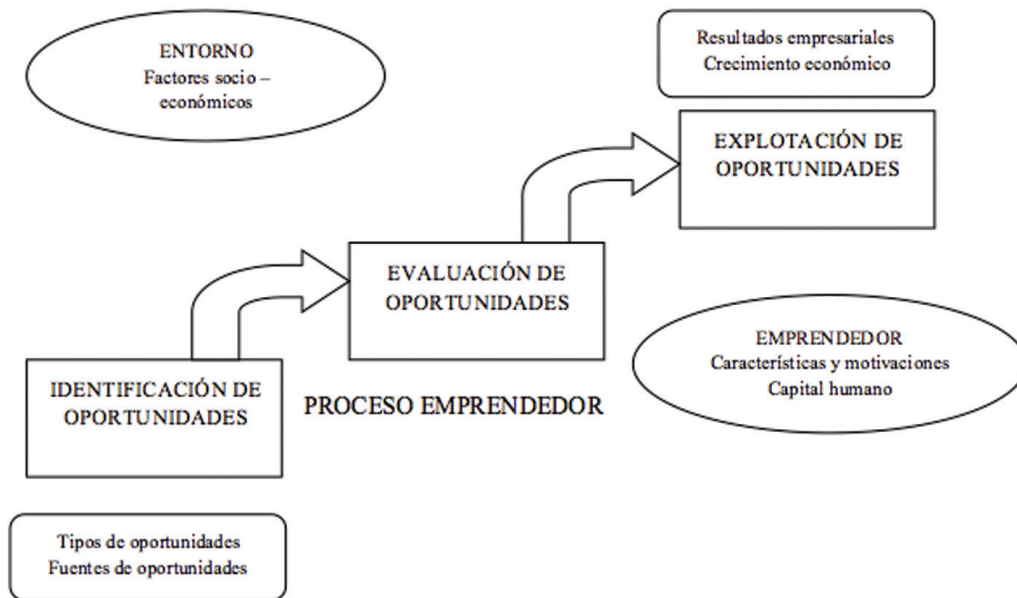 ENTORNO
Factores socio –
económicos
Resultados empresariales
Crecimiento económico
EXPLOTACIÓN DE
OPORTUNIDADES
EVALUACIÓN DE
OPORTUNIDADES
EMPRENDEDOR
Características y motivaciones
Capital humano
IDENTIFICACIÓN DE
OPORTUNIDADES
PROCESO EMPRENDEDOR
Tipos de oportunidades
Fuentes de oportunidades